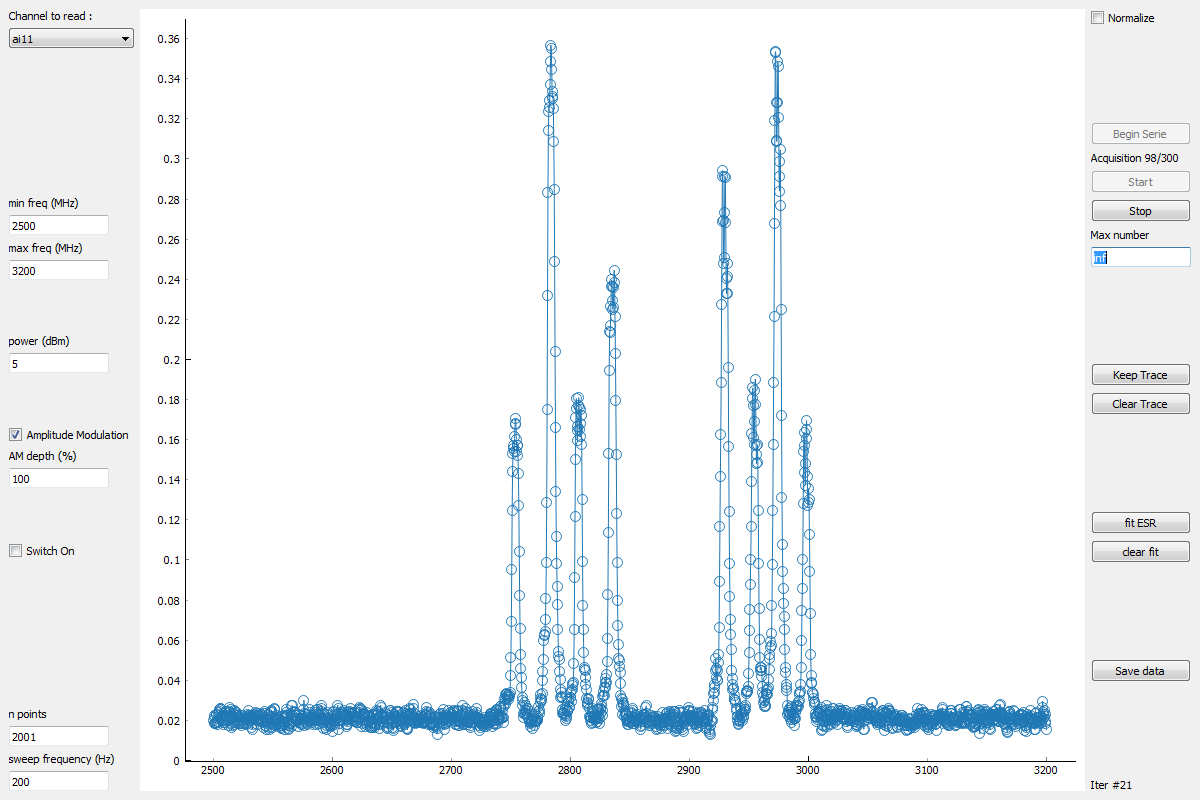 Channel to read :
ai11
min freq (MHz)
2500
max freq (MHz)
3200
power (dBm)
5
Amplitude Modulation
AM depth (%)
100
Switch On
n points
2001
sweep frequency (Hz)
200
0.36
0.34
0.32
0.3
0.28
0.26
0.24
0.22
0.2
0.18
0.16
0.14
0.12
0.1
0.08
0.06
0.04
0.02
0
2500 2600 2700 2800 2900 3000 3100 3200
Normalize
Begin Serie
Acquisition 98/300
Start
Stop
Max number
inf
Keep Trace
Clear Trace
fit ESR
clear fit
Save data
Iter #21